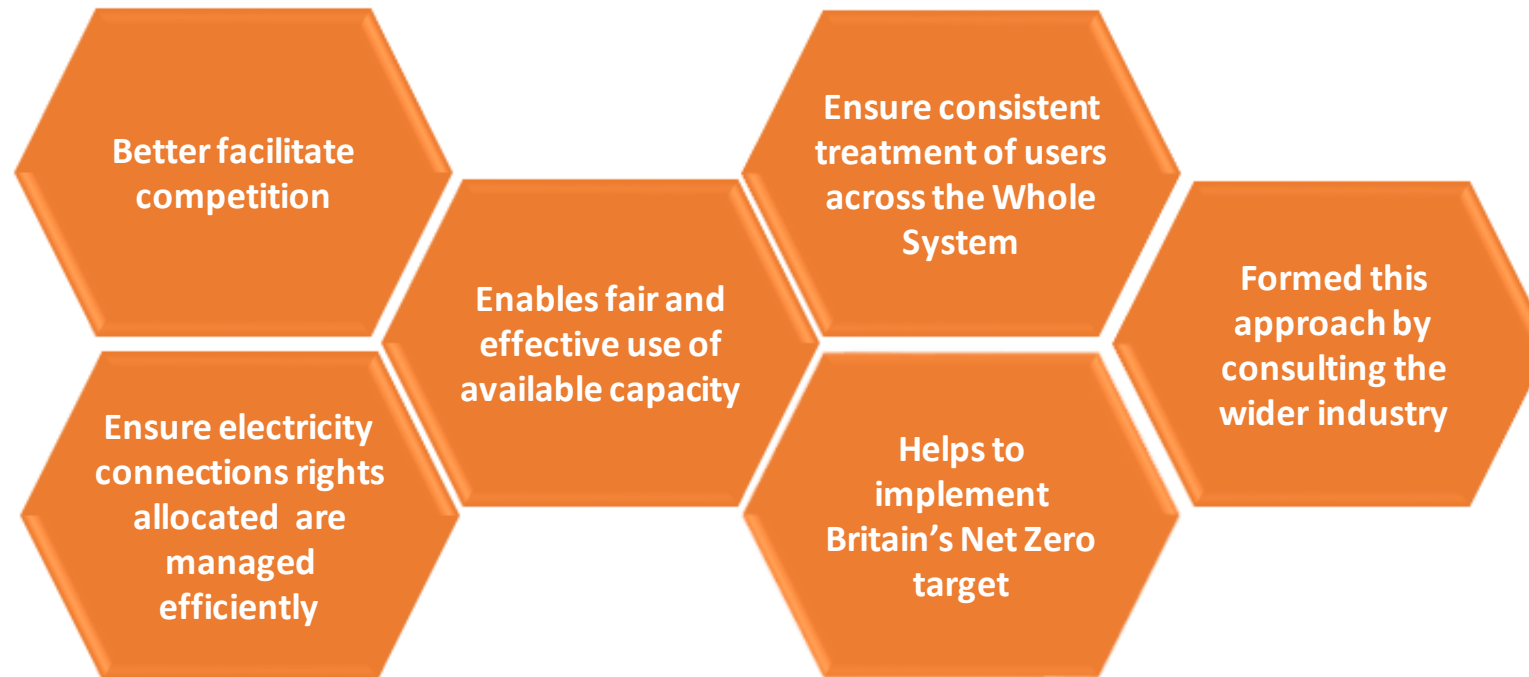 Better facilitate
competition
Ensure electricity
connections rights
allocated  are
managed
efficiently
Enables fair and
effective use of
available capacity
Ensure consistent
treatment of users
across the Whole
System
Helps to
implement
Britain’s Net Zero
target
Formed this
approach by
consulting the
wider industry